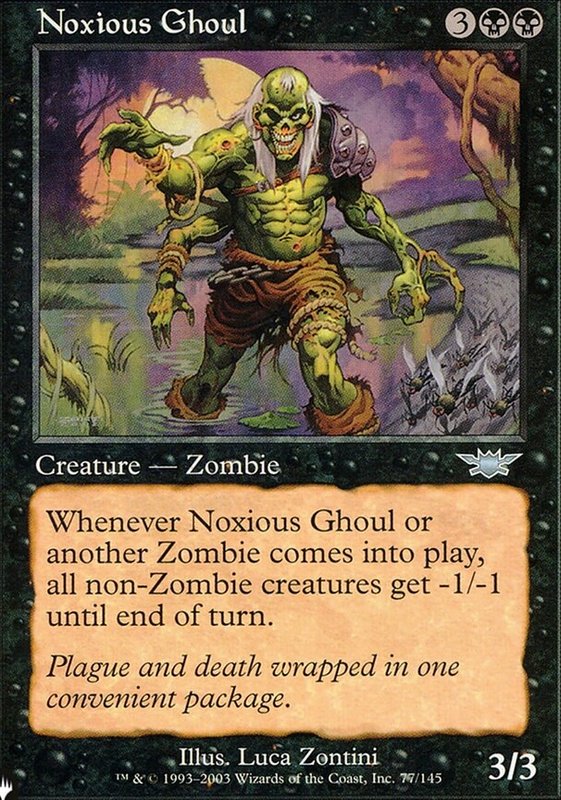 Noxious Ghoul
3
Creature — Zombie
Whenever Noxious Ghoul or
another Zombie comes into play,
all non-Zombie creatures get -1/-1
until end of turn.
Plague and death wrapped in one
convenient package.
Illus. Luca Zontini
™ & © 1993-2003 Wizards of the Coast, Inc. 77/145
3/3